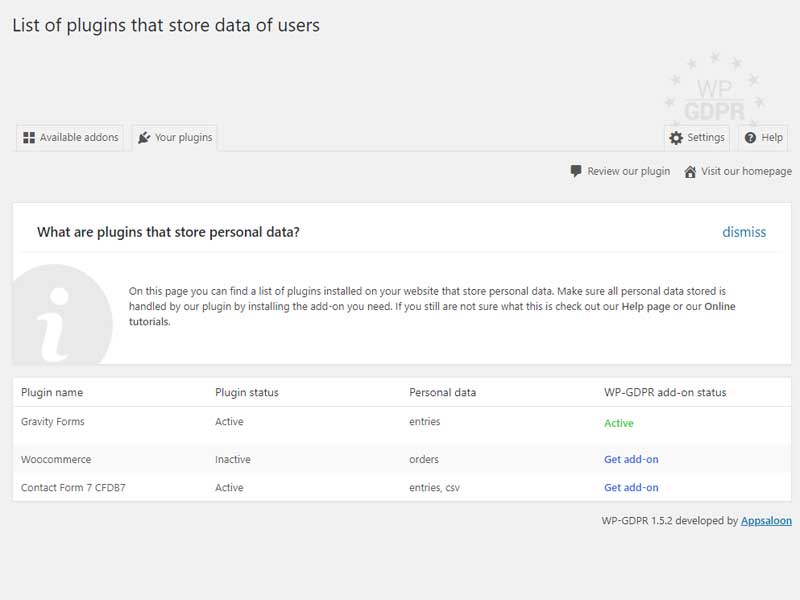 List of plugins that store data of users
WP
GDPR
Available addons
Your plugins
Settings
Help
Review our plugin
Visit our homepage
What are plugins that store personal data?
dismiss
On this page you can find a list of plugins installed on your website that store personal data. Make sure all personal data stored is
handled by our plugin by installing the add-on you need. If you still are not sure what this is check out our Help page or our Online
tutorials.
Plugin name Plugin status Personal data WP-GDPR add-on status
Gravity Forms Active entries Active
Woocommerce Inactive orders Get add-on
Contact Form 7 CFDB7 Active entries, csv Get add-on
WP-GDPR 1.5.2 developed by Appsaloon